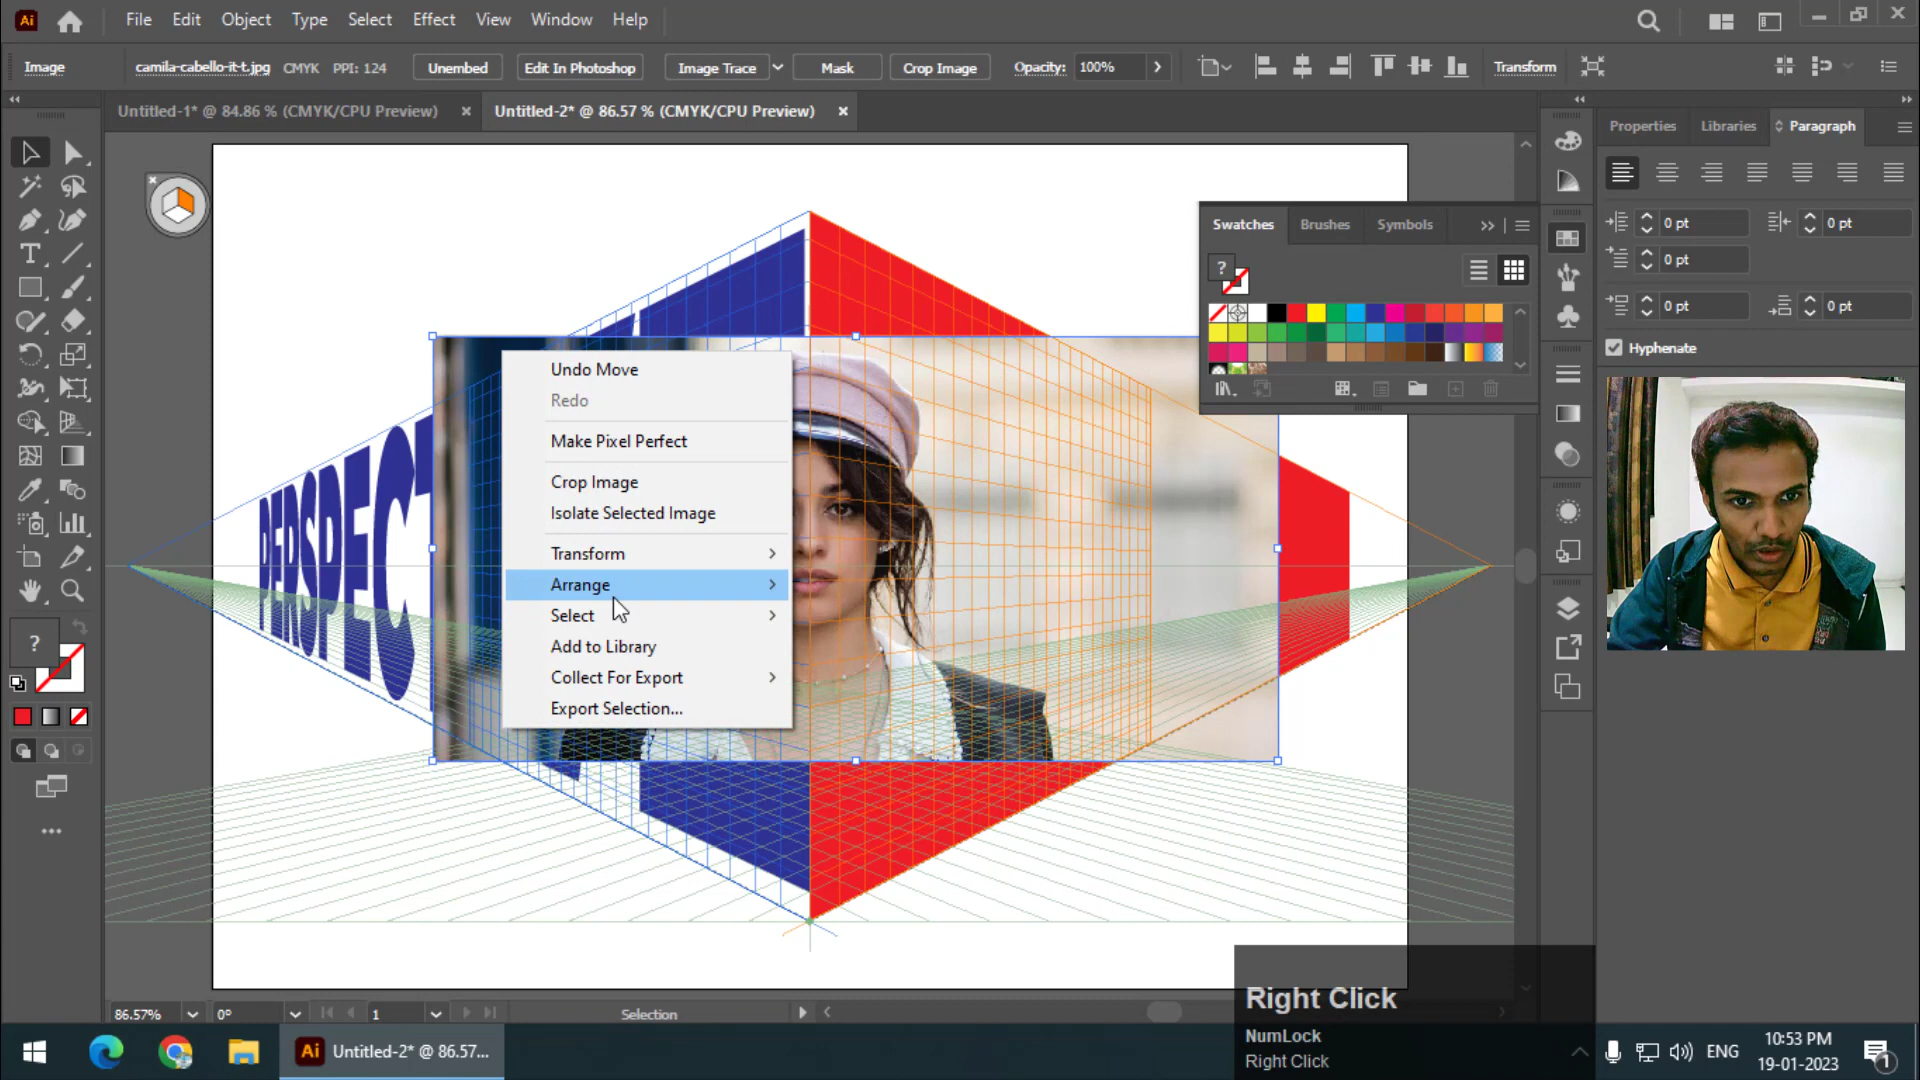 Ai File Edit Object Type Select Effect View Window Help
Image camila-cabello-it-t.jpg CMYK PPI: 124 Unembed Edit In Photoshop Image Trace Mask Crop Image Opacity: 100% Transform
Untitled-1* @ 84.86 % (CMYK/CPU Preview) Untitled-2* @ 86.57 % (CMYK/CPU Preview)
Properties Libraries Paragraph
0 pt 0 pt
0 pt
0 pt 0 pt
Hyphenate
Swatches Brushes Symbols
?
Undo Move
Redo
Make Pixel Perfect
Crop Image
Isolate Selected Image
Transform
Arrange
Select
Add to Library
Collect For Export
Export Selection...
PERSPECT
?
86.57% 0° 1 Selection
Right Click
NumLock
Right Click
Ai Untitled-2* @ 86.57...
ENG
10:53 PM
19-01-2023
1